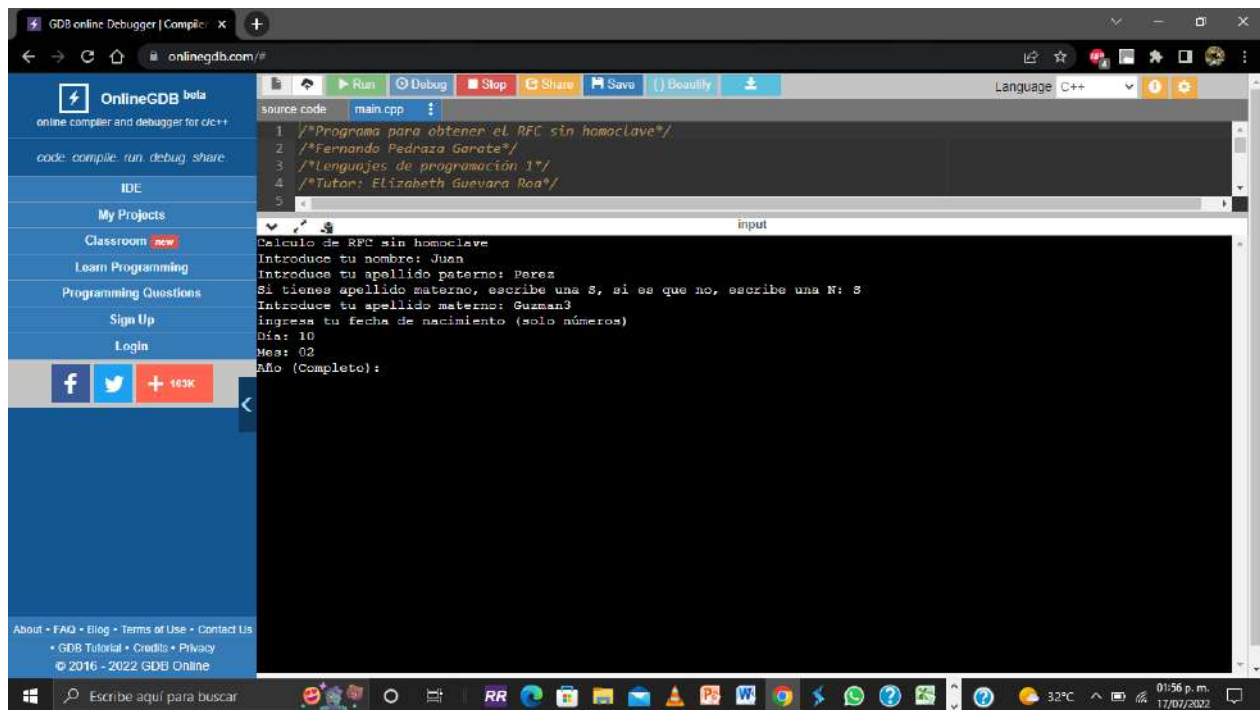 GDB online Debugger | Compiler
onlinegdb.com/#
OnlineGDB beta
online compiler and debugger for c/c++
code. compile. run. debug. share.
IDE
My Projects
Classroom new
Learn Programming
Programming Questions
Sign Up
Login
163K
About • FAQ • Blog • Terms of Use • Contact Us
• GDB Tutorial • Credits • Privacy
© 2016 - 2022 GDB Online
Run Debug Stop Share Save {} Beautify
Language C++
source code
main.cpp
1 /*Programa para obtener el RFC sin homoclave*/
2 /*Fernando Pedraza Garate*/
3 /*Lenguajes de programación 1*/
4 /*Tutor: Elizabeth Guevara Roa*/
5
input
Calculo de RFC sin homoclave
Introduce tu nombre: Juan
Introduce tu apellido paterno: Perez
Si tienes apellido materno, escribe una S, si es que no, escribe una N: S
Introduce tu apellido materno: Guzman3
ingresa tu fecha de nacimiento (solo números)
Día: 10
Mes: 02
Año (Completo):
Escribe aquí para buscar
RR
32°C
01:56 p. m.
17/07/2022